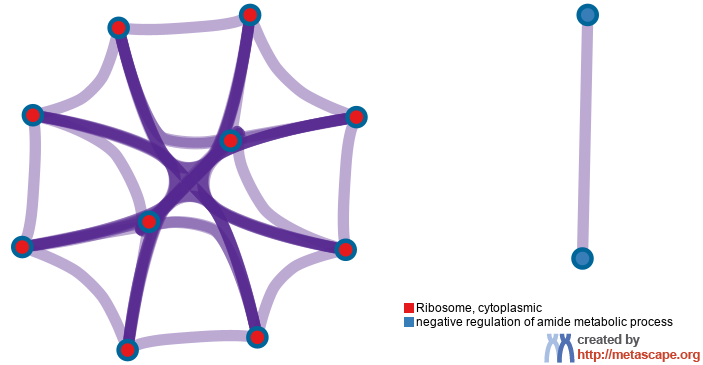 Ribosome, cytoplasmic
negative regulation of amide metabolic process
created by
http://metascape.org